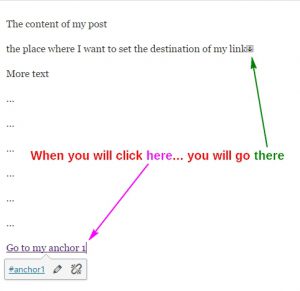 The content of my post
the place where I want to set the destination of my link
More text
...
...
...
When you will click here... you will go there
...
...
...
Go to my anchor 1
#anchor1